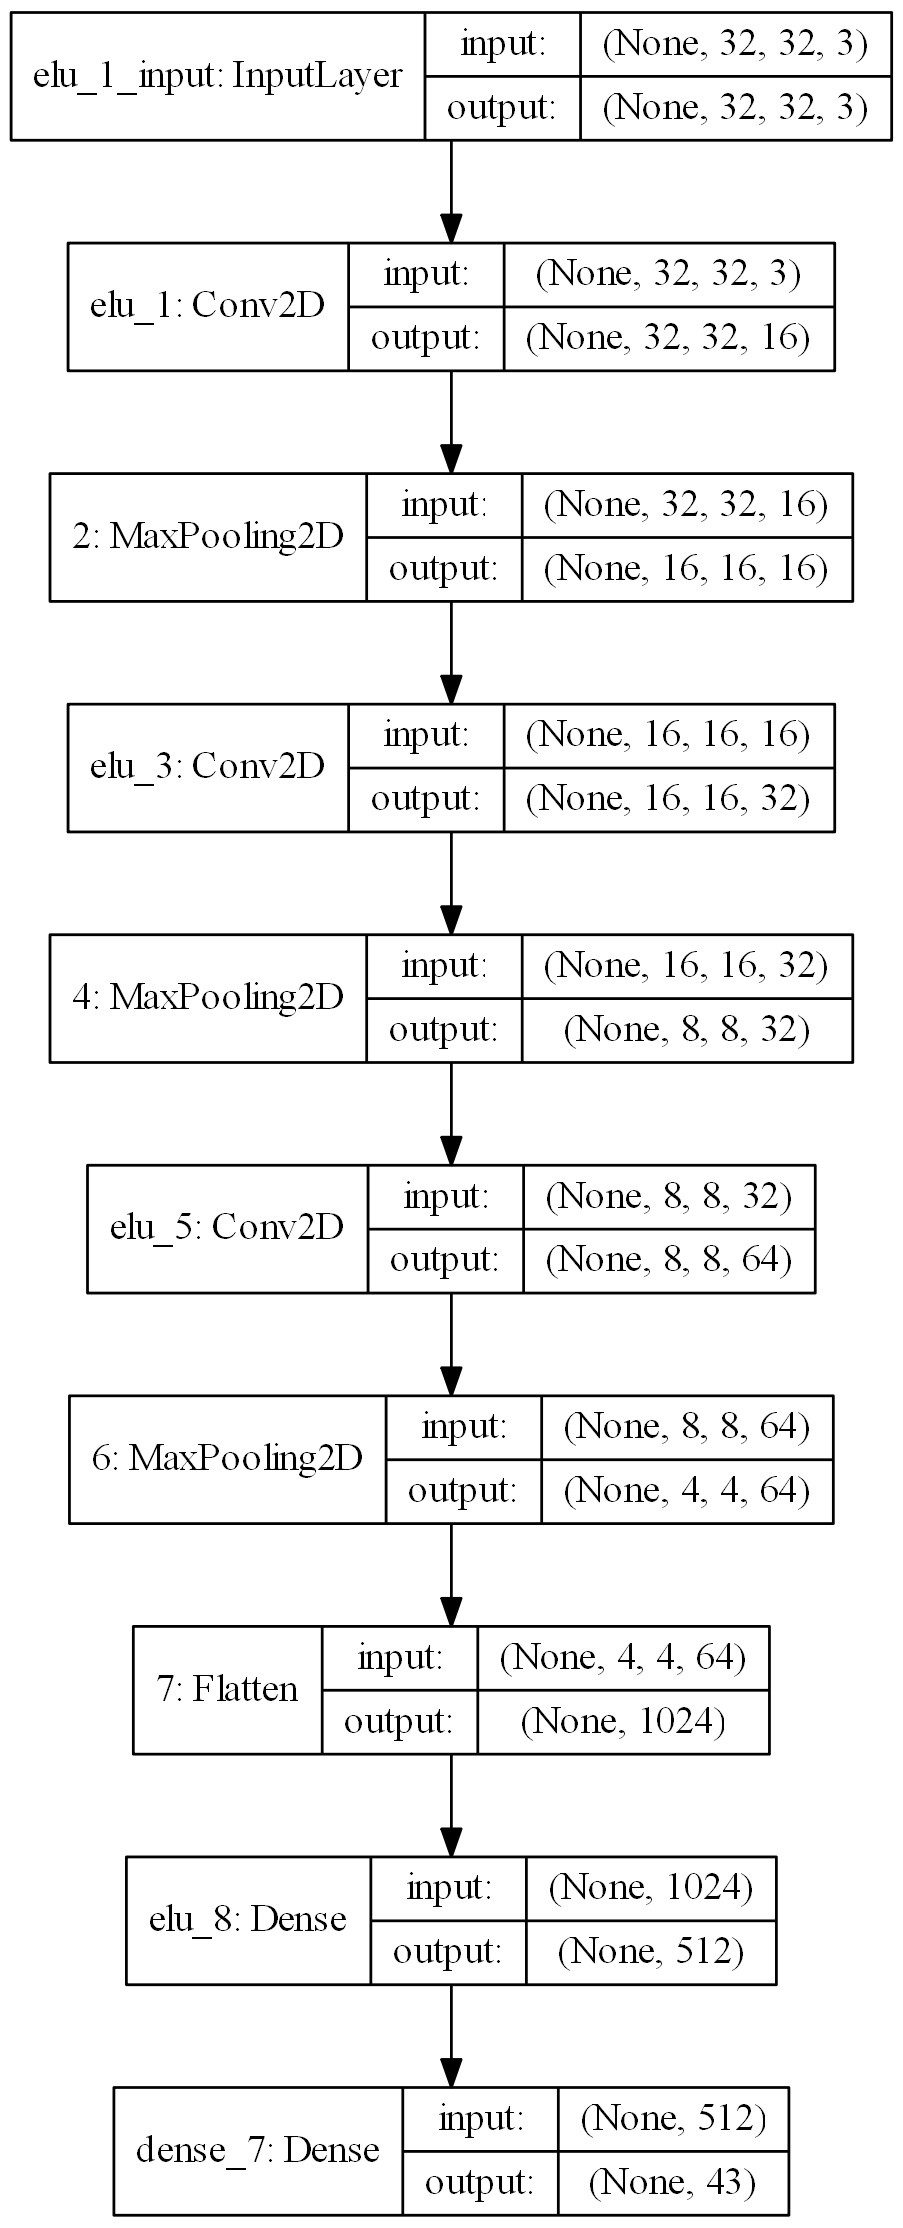 elu_1_input: InputLayer
input: (None, 32, 32, 3)
output: (None, 32, 32, 3)
elu_1: Conv2D
input: (None, 32, 32, 3)
output: (None, 32, 32, 16)
2: MaxPooling2D
input: (None, 32, 32, 16)
output: (None, 16, 16, 16)
elu_3: Conv2D
input: (None, 16, 16, 16)
output: (None, 16, 16, 32)
4: MaxPooling2D
input: (None, 16, 16, 32)
output: (None, 8, 8, 32)
elu_5: Conv2D
input: (None, 8, 8, 32)
output: (None, 8, 8, 64)
6: MaxPooling2D
input: (None, 8, 8, 64)
output: (None, 4, 4, 64)
7: Flatten
input: (None, 4, 4, 64)
output: (None, 1024)
elu_8: Dense
input: (None, 1024)
output: (None, 512)
dense_7: Dense
input: (None, 512)
output: (None, 43)